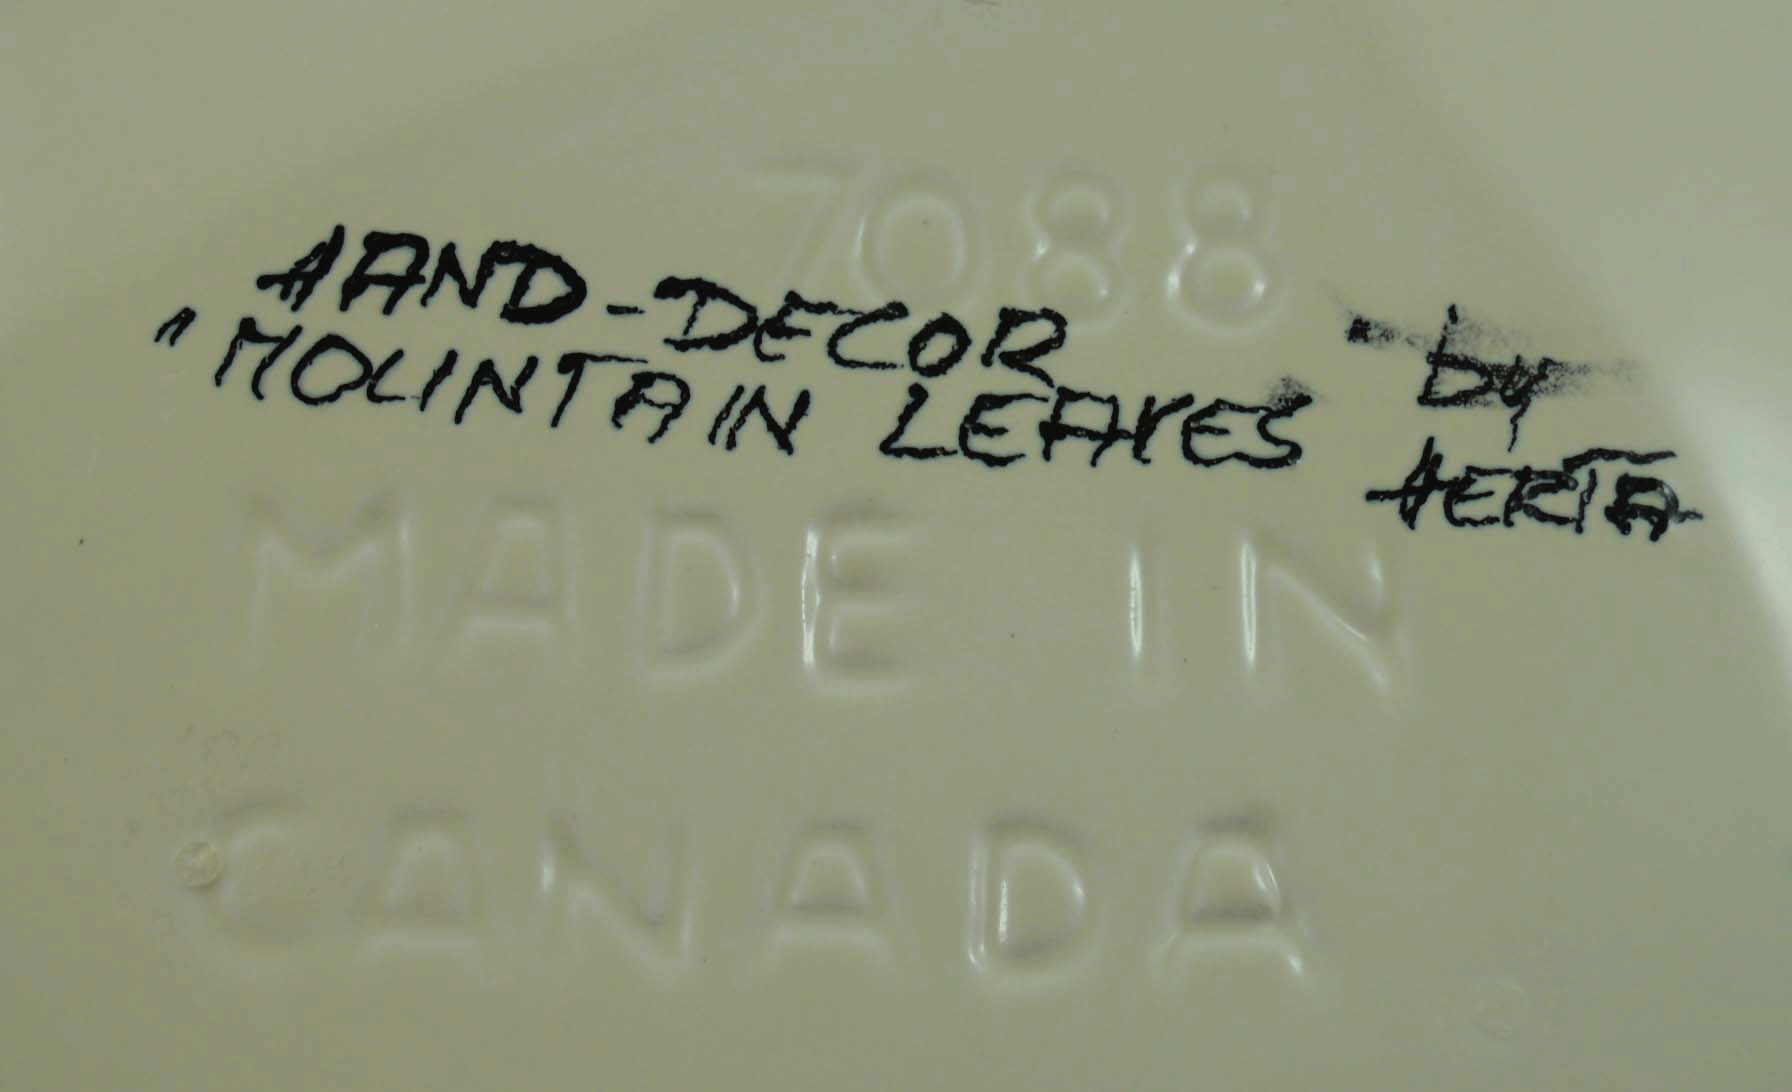 7088
HAND-DECOR
"MOUNTAIN LEAVES" by
HERTA
MADE IN
CANADA